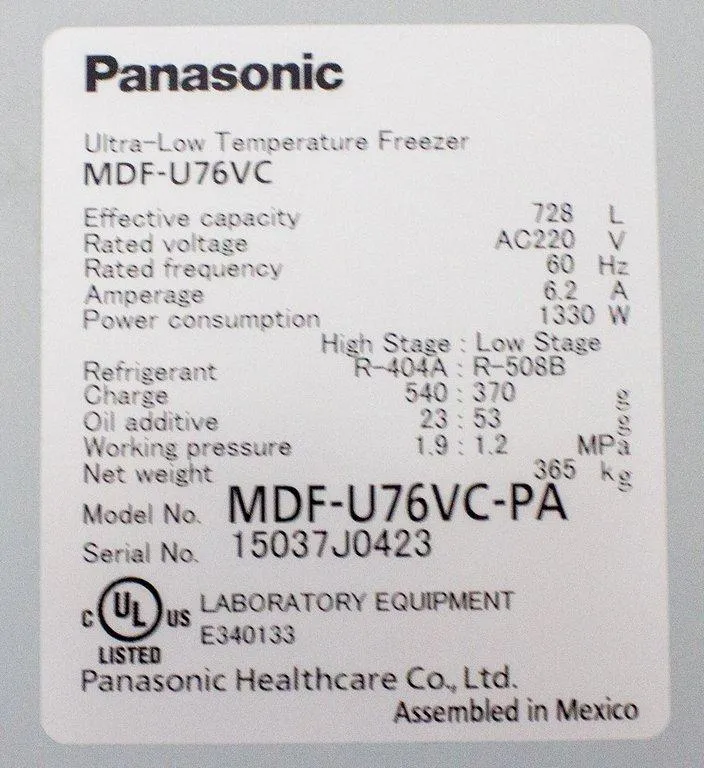 Panasonic
Ultra-Low Temperature Freezer
MDF-U76VC
Effective capacity 728 L
Rated voltage AC220 V
Rated frequency 60 Hz
Amperage 6.2 A
Power consumption 1330 W
High Stage : Low Stage
Refrigerant R-404A : R-508B
Charge 540 : 370 g
Oil additive 23 : 53 g
Working pressure 1.9 : 1.2 MPa
Net weight 365 kg
Model No. MDF-U76VC-PA
Serial No. 15037J0423
C UL US LABORATORY EQUIPMENT
E340133
LISTED
Panasonic Healthcare Co., Ltd.
Assembled in Mexico